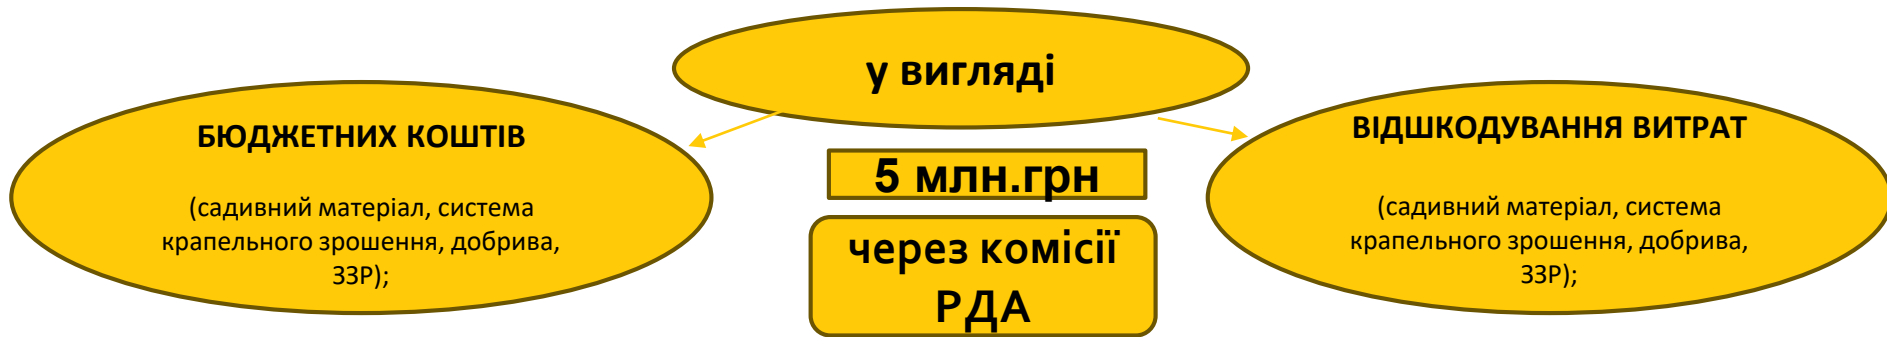 у вигляді
БЮДЖЕТНИХ КОШТІВ
(садивний матеріал, система
крапельного зрошення, добрива,
ЗЗР);
5 млн.грн
через комісії
РДА
ВІДШКОДУВАННЯ ВИТРАТ
(садивний матеріал, система
крапельного зрошення, добрива,
ЗЗР);